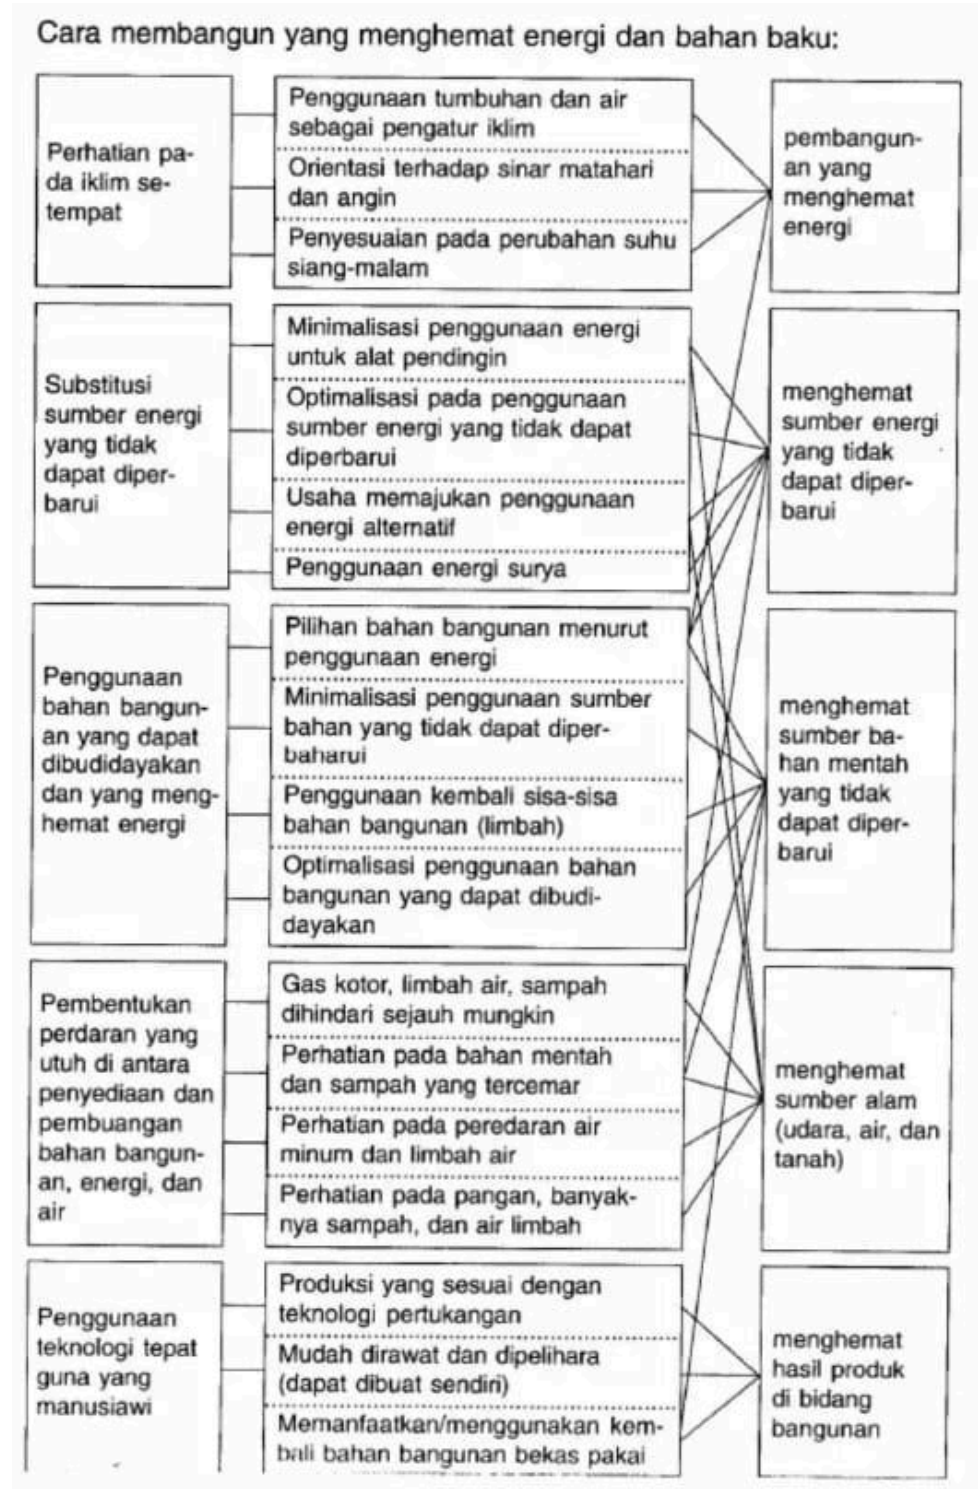 Cara membangun yang menghemat energi dan bahan baku:
Perhatian pa-
da iklim se-
tempat
Penggunaan tumbuhan dan air
sebagai pengatur iklim
Orientasi terhadap sinar matahari
dan angin
Penyesuaian pada perubahan suhu
siang-malam
pembangun-
an yang
menghemat
energi
Substitusi
sumber energi
yang tidak
dapat diper-
barui
Minimalisasi penggunaan energi
untuk alat pendingin
Optimalisasi pada penggunaan
sumber energi yang tidak dapat
diperbarui
Usaha memajukan penggunaan
energi alternatif
Penggunaan energi surya
menghemat
sumber energi
yang tidak
dapat diper-
barui
Penggunaan
bahan bangun-
an yang dapat
dibudidayakan
dan yang meng-
hemat energi
Pilihan bahan bangunan menurut
penggunaan energi
Minimalisasi penggunaan sumber
bahan yang tidak dapat diper-
baharui
Penggunaan kembali sisa-sisa
bahan bangunan (limbah)
Optimalisasi penggunaan bahan
bangunan yang dapat dibudi-
dayakan
menghemat
sumber ba-
han mentah
yang tidak
dapat diper-
barui
Pembentukan
perdaran yang
utuh di antara
penyediaan dan
pembuangan
bahan bangun-
an, energi, dan
air
Gas kotor, limbah air, sampah
dihindari sejauh mungkin
Perhatian pada bahan mentah
dan sampah yang tercemar
Perhatian pada peredaran air
minum dan limbah air
Perhatian pada pangan, banyak-
nya sampah, dan air limbah
menghemat
sumber alam
(udara, air, dan
tanah)
Penggunaan
teknologi tepat
guna yang
manusiawi
Produksi yang sesuai dengan
teknologi pertukangan
Mudah dirawat dan dipelihara
(dapat dibuat sendiri)
Memanfaatkan/menggunakan kem-
bali bahan bangunan bekas pakai
menghemat
hasil produk
di bidang
bangunan